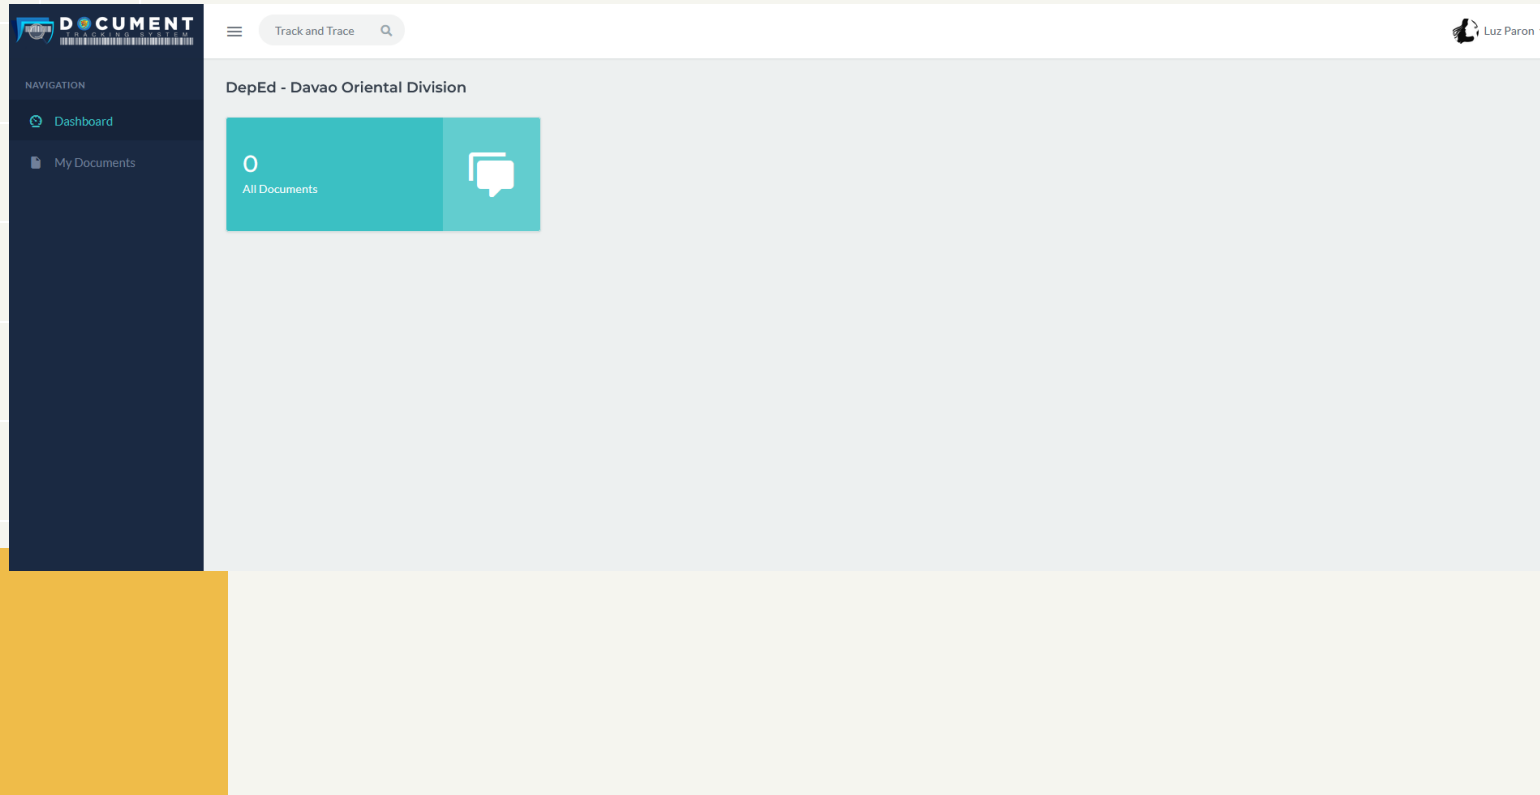 DOCUMENT
TRACKING SYSTEM
Track and Trace
Luz Paron
NAVIGATION
Dashboard
My Documents
DepEd - Davao Oriental Division
0
All Documents